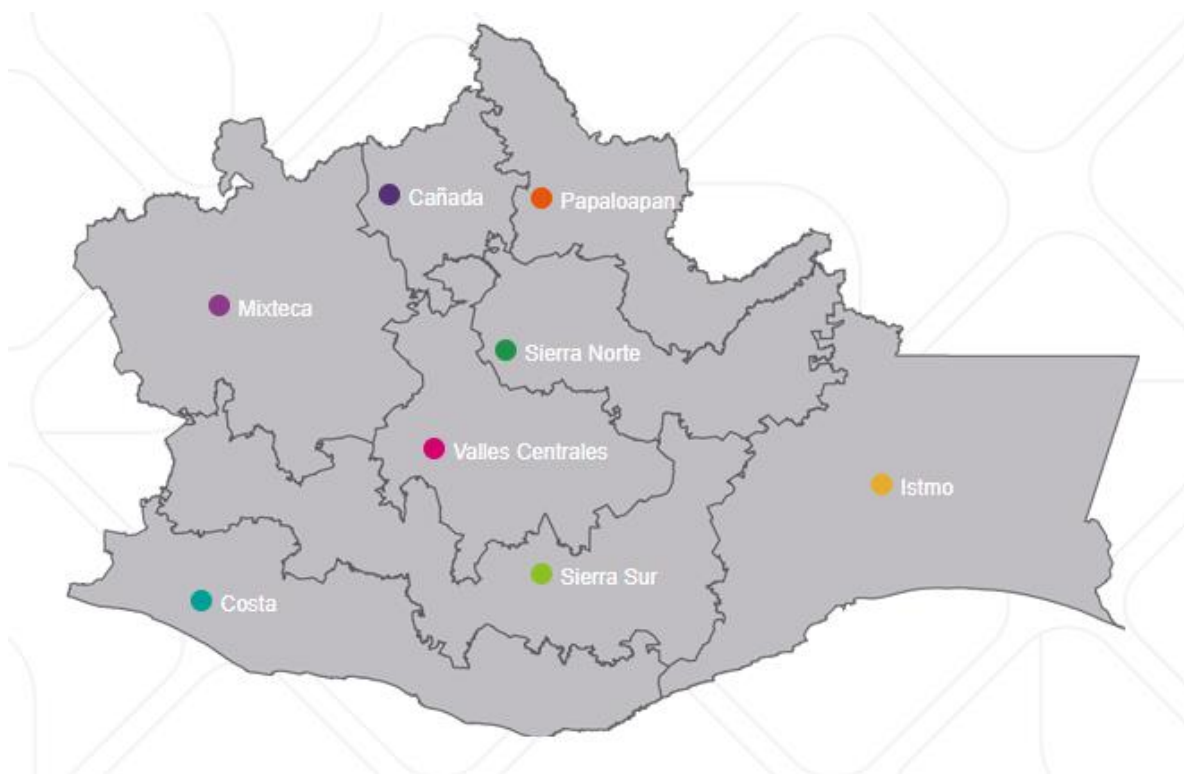 Cañada
Papaloapan
Mixteca
Sierra Norte
Valles Centrales
Istmo
Sierra Sur
Costa